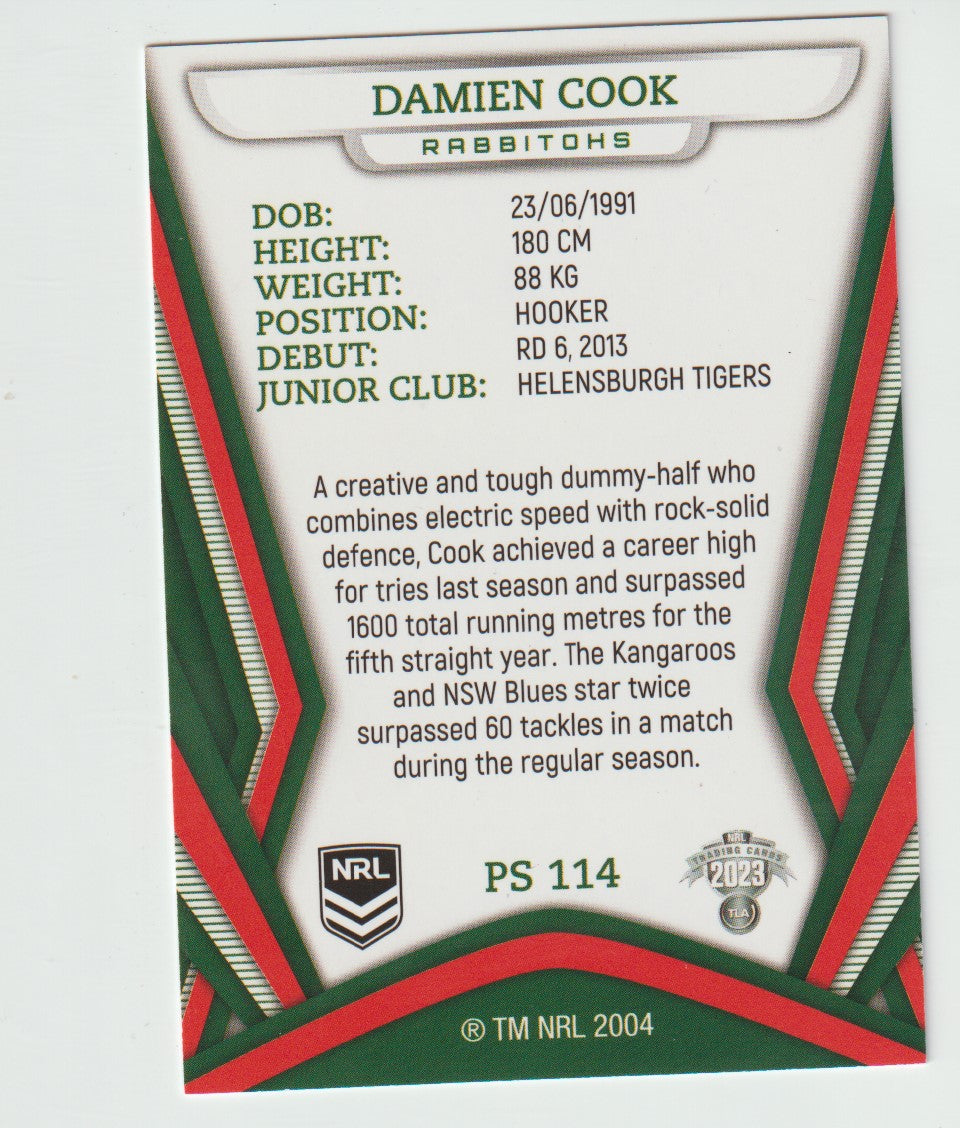 DAMIEN COOK
RABBITOHS
DOB: 23/06/1991
HEIGHT: 180 CM
WEIGHT: 88 KG
POSITION: HOOKER
DEBUT: RD 6, 2013
JUNIOR CLUB: HELENSBURGH TIGERS
A creative and tough dummy-half who
combines electric speed with rock-solid
defence, Cook achieved a career high
for tries last season and surpassed
1600 total running metres for the
fifth straight year. The Kangaroos
and NSW Blues star twice
surpassed 60 tackles in a match
during the regular season.
NRL
PS 114
NRL
TRADING CARDS
2023
TLA
® TM NRL 2004